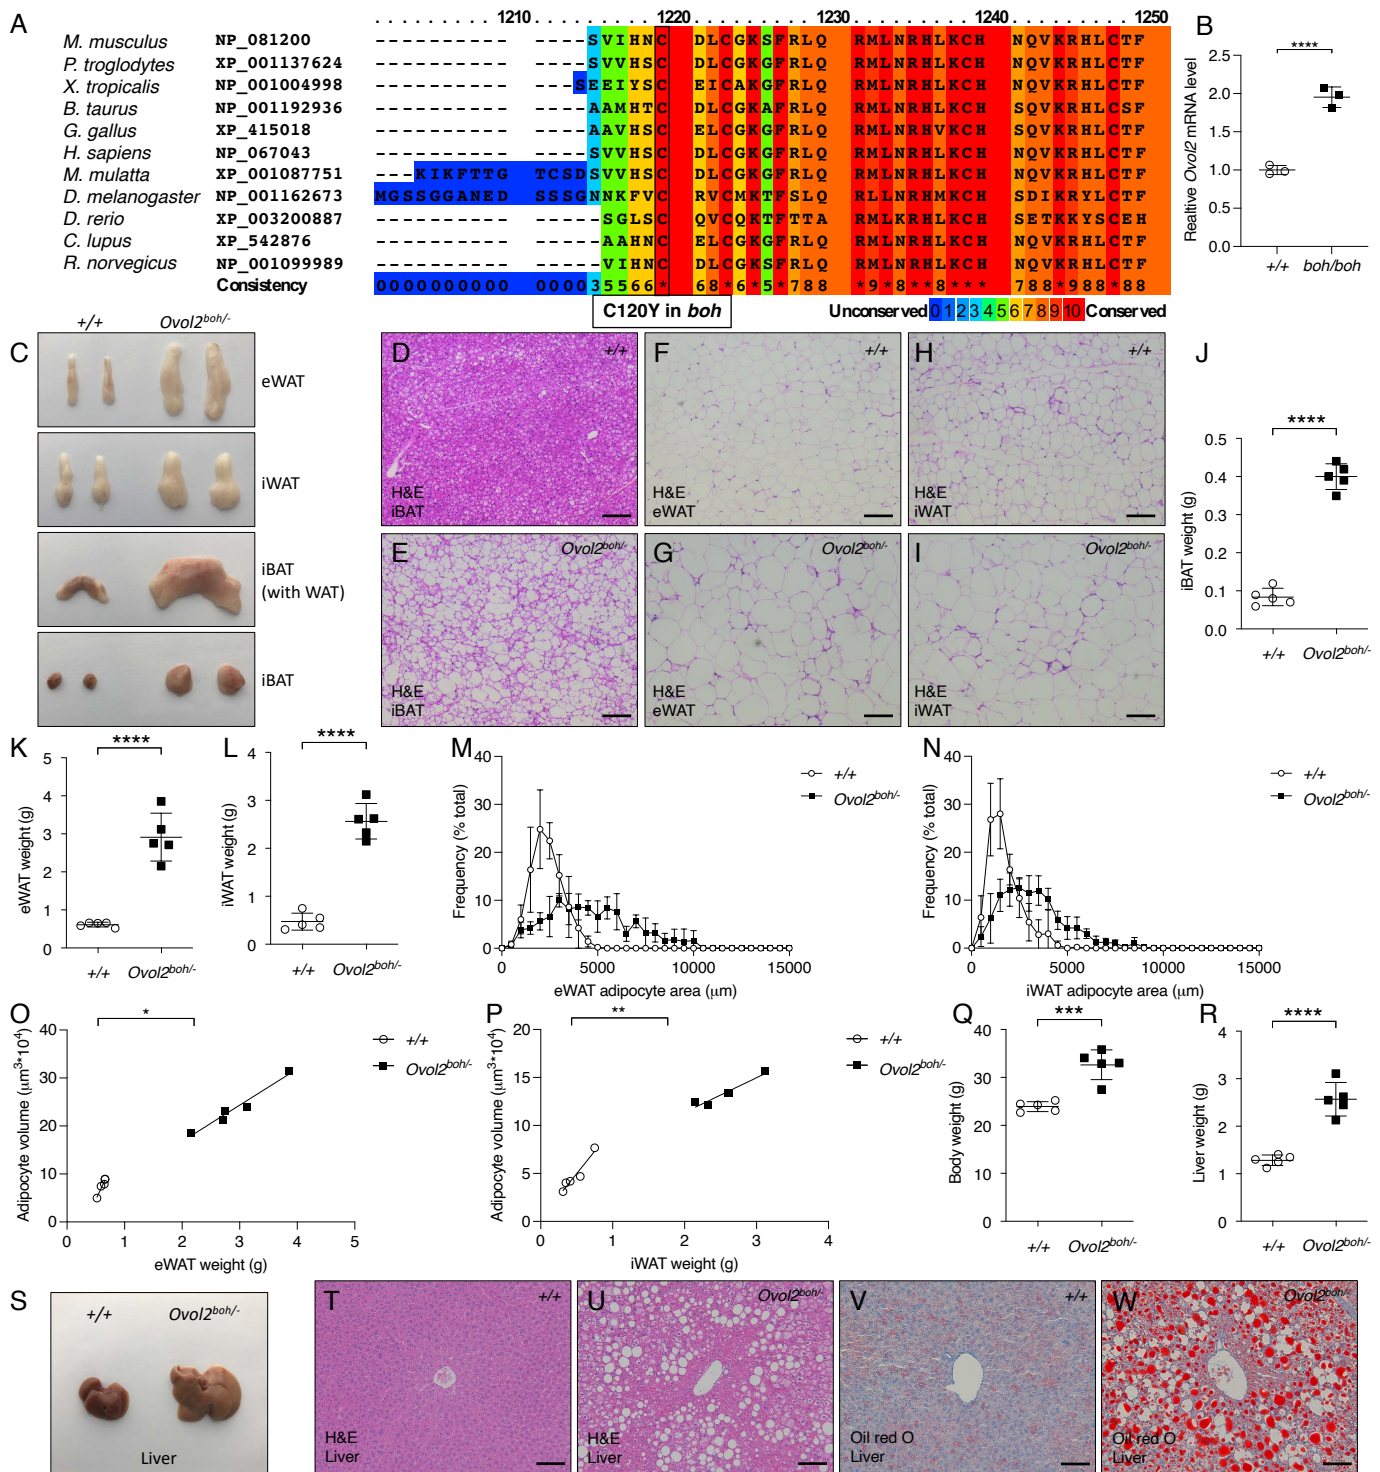 A
. . . . . . . . 1210 . . . . . . . . . 1220 . . . . . . . . . 1230 . . . . . . . . . 1240 . . . . . . . . . 1250
M. musculus NP_081200 ---------- ----SVIHNC DLCGKSFRLQ RMLNRHLKCH NQVKRHLCTF
P. troglodytes XP_001137624 ---------- ----SVVHSC DLCGKGFRLQ RMLNRHLKCH NQVKRHLCTF
X. tropicalis NP_001004998 ---------- ---SEEIYSC EICAKGFRLQ RMLNRHLKCH NQVKRHLCTF
B. taurus NP_001192936 ---------- ----AAMHTC DLCGKAFRLQ RMLNRHLKCH SQVKRHLCSF
G. gallus XP_415018 ---------- ----AAVHSC ELCGKGFRLQ RMLNRHVKCH SQVKRHLCTF
H. sapiens NP_067043 ---------- ----SVVHSC DLCGKGFRLQ RMLNRHLKCH NQVKRHLCTF
M. mulatta XP_001087751 ---KIKFTTG TCSDSVVHSC DLCGKGFRLQ RMLNRHLKCH NQVKRHLCTF
D. melanogaster NP_001162673 MGSSGGANED SSSGNNKFVC RVCMKTFSLQ RLLNRHMKCH SDIKRYLCTF
D. rerio XP_003200887 ---------- -----SGLSC QVCQKTFTTA RMLKRHLKCH SETKKYSCEH
C. lupus XP_542876 ---------- -----AAHNC ELCGKGFRLQ RMLNRHLKCH NQVKRHLCTF
R. norvegicus NP_001099989 ---------- -----VIHNC DLCGKSFRLQ RMLNRHLKCH NQVKRHLCTF
Consistency 0000000000 000035566* 68*6*5*788 *9*8**8*** 788*98*88
C120Y in boh
Unconserved 0 1 2 3 4 5 6 7 8 9 10 Conserved
B
****
Realtive Ovol2 mRNA level
2.5
2.0
1.5
1.0
0.5
0.0
+/+ boh/boh
C
+/+ Ovol2boh/-
eWAT
iWAT
iBAT
(with WAT)
iBAT
D +/+
H&E
iBAT
F +/+
H&E
eWAT
H +/+
H&E
iWAT
E Ovol2boh/-
H&E
iBAT
G Ovol2boh/-
H&E
eWAT
I Ovol2boh/-
H&E
iWAT
J
****
iBAT weight (g)
0.5
0.4
0.3
0.2
0.1
0.0
+/+ Ovol2boh/-
K
****
eWAT weight (g)
5
4
3
2
1
0
+/+ Ovol2boh/-
L
****
iWAT weight (g)
4
3
2
1
0
+/+ Ovol2boh/-
M
Frequency (% total)
40
30
20
10
0
0 5000 10000 15000
eWAT adipocyte area (μm)
+/+
Ovol2boh/-
N
Frequency (% total)
40
30
20
10
0
0 5000 10000 15000
iWAT adipocyte area (μm)
+/+
Ovol2boh/-
O
*
Adipocyte volume (μm3*104)
40
30
20
10
0
0 1 2 3 4 5
eWAT weight (g)
+/+
Ovol2boh/-
P
**
Adipocyte volume (μm3*104)
20
15
10
5
0
0 1 2 3 4
iWAT weight (g)
+/+
Ovol2boh/-
Q
***
Body weight (g)
40
30
20
10
0
+/+ Ovol2boh/-
R
****
Liver weight (g)
4
3
2
1
0
+/+ Ovol2boh/-
S
+/+ Ovol2boh/-
Liver
T +/+
H&E
Liver
U Ovol2boh/-
H&E
Liver
V +/+
Oil red O
Liver
W Ovol2boh/-
Oil red O
Liver